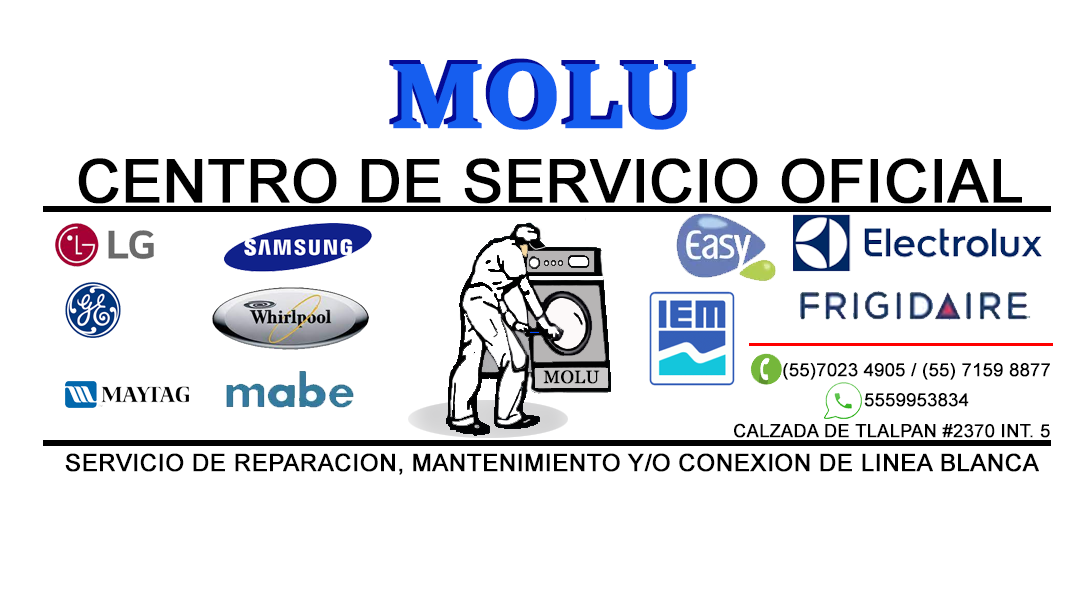 MOLU
CENTRO DE SERVICIO OFICIAL
LG
SAMSUNG
GE
Whirlpool
MAYTAG
mabe
MOLU
Easy
Electrolux
IEM
FRIGIDAIRE
(55)7023 4905 / (55) 7159 8877
5559953834
CALZADA DE TLALPAN #2370 INT. 5
SERVICIO DE REPARACION, MANTENIMIENTO Y/O CONEXION DE LINEA BLANCA